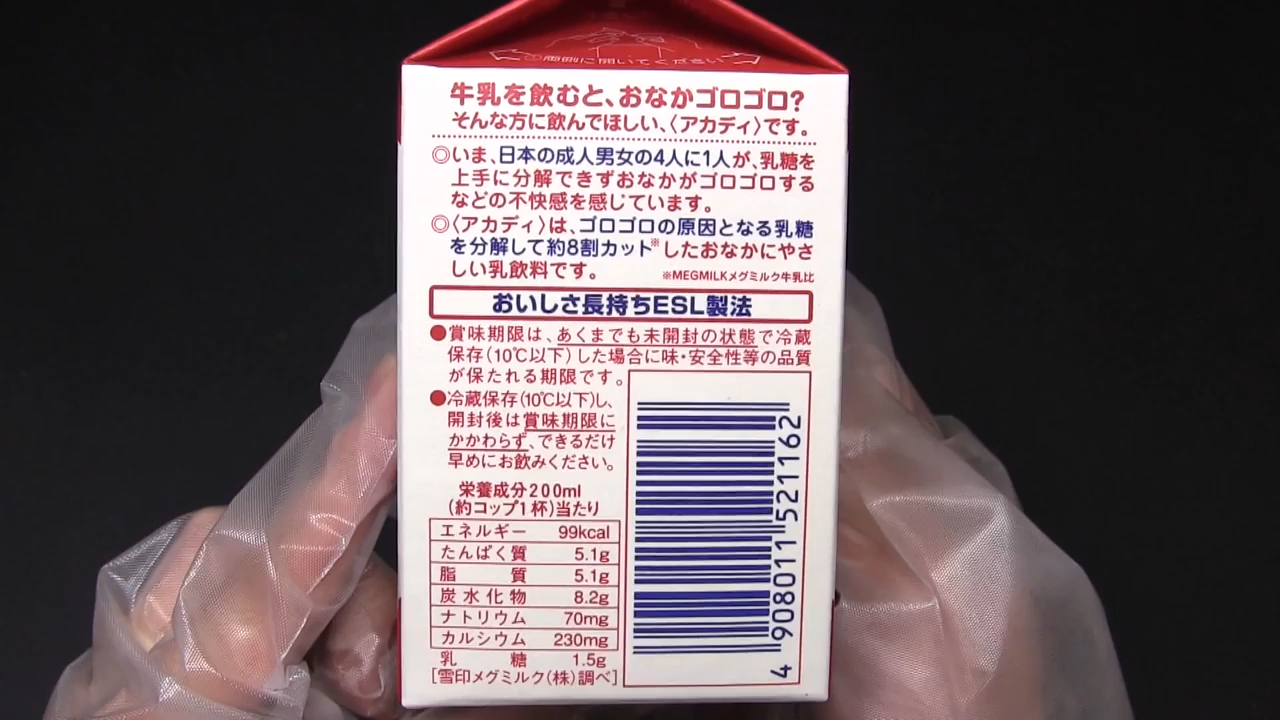 ①両側に開いてください
牛乳を飲むと、おなかゴロゴロ？
そんな方に飲んでほしい、〈アカディ〉です。
◎いま、日本の成人男女の4人に1人が、乳糖を
上手に分解できずおなかがゴロゴロする
などの不快感を感じています。
◎〈アカディ〉は、ゴロゴロの原因となる乳糖
を分解して約8割カット※したおなかにやさ
しい乳飲料です。
※MEGMILKメグミルク牛乳比
おいしさ長持ちESL製法
●賞味期限は、あくまでも未開封の状態で冷蔵
保存(10℃以下)した場合に味・安全性等の品質
が保たれる期限です。
●冷蔵保存(10℃以下)し、
開封後は賞味期限に
かかわらず、できるだけ
早めにお飲みください。
栄養成分200ml
(約コップ1杯)当たり
エネルギー 99kcal
たんぱく質 5.1g
脂質 5.1g
炭水化物 8.2g
ナトリウム 70mg
カルシウム 230mg
乳糖 1.5g
[雪印メグミルク(株)調べ]
4 908011 521162